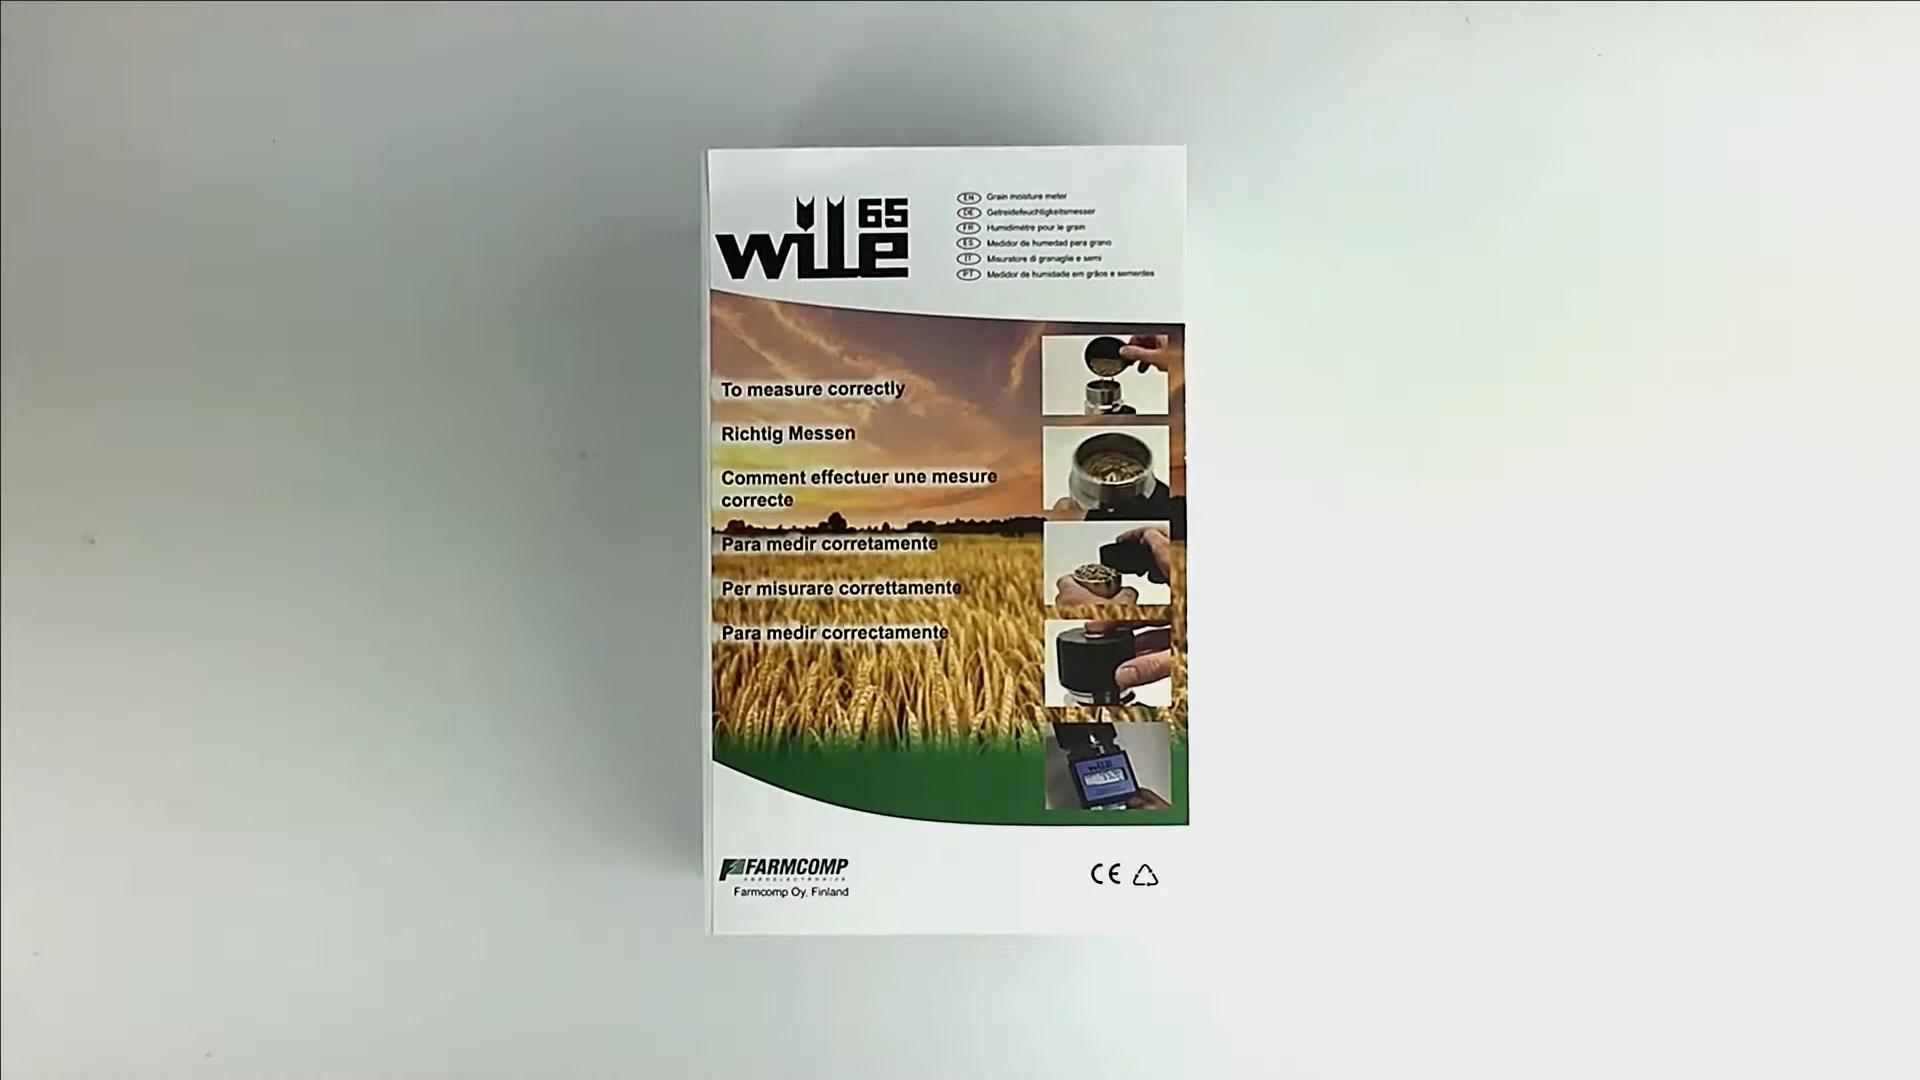 wile 65
EN Grain moisture meter
DE Getreidefeuchtigkeitsmesser
FR Humidimètre pour le grain
ES Medidor de humedad para grano
IT Misuratore di granaglie e semi
PT Medidor de humidade em grãos e sementes
To measure correctly
Richtig Messen
Comment effectuer une mesure
correcte
Para medir corretamente
Per misurare correttamente
Para medir correctamente
wile
FARMCOMP
AGROELECTRONICS
Farmcomp Oy, Finland
CE